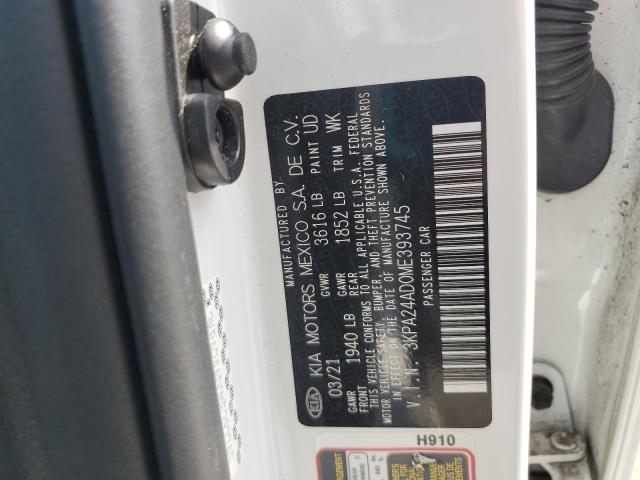 MANUFACTURED BY
KIA KIA MOTORS MEXICO S.A. DE C.V.
03/21 GVWR 3616 LB PAINT UD
GAWR FRONT 1940 LB GAWR REAR 1852 LB TRIM WK
THIS VEHICLE CONFORMS TO ALL APPLICABLE U.S.A. FEDERAL
MOTOR VEHICLE SAFETY, BUMPER, AND THEFT PREVENTION STANDARDS
IN EFFECT ON THE DATE OF MANUFACTURE SHOWN ABOVE.
V.I.N: 3KPA24AD0ME393745
PASSENGER CAR
H910